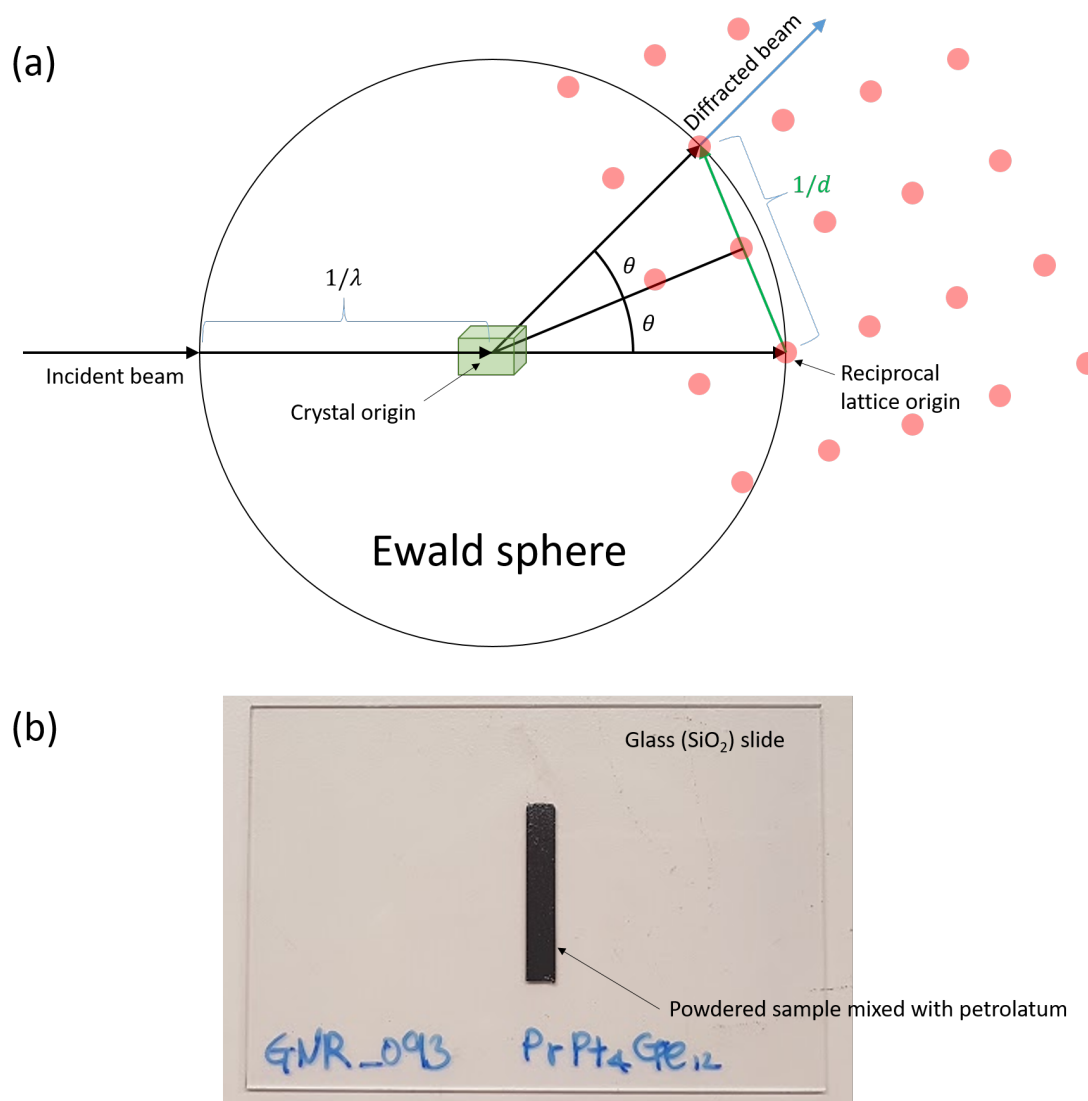 (a)
Diffracted beam
1/d
θ
1/λ
θ
Incident beam
Crystal origin
Reciprocal
lattice origin
Ewald sphere
(b)
Glass (SiO₂) slide
Powdered sample mixed with petrolatum
GNR_093 PrPt₄Ge₁₂